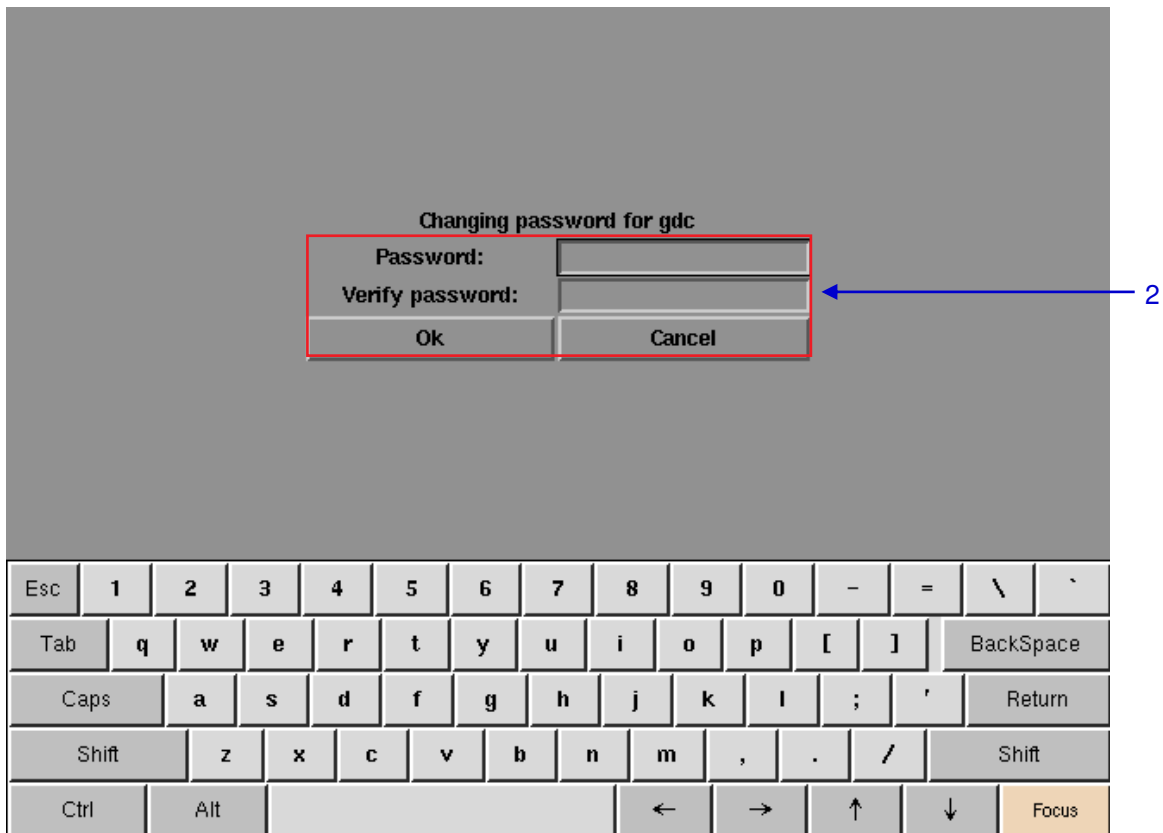 Changing password for gdc
Password:
Verify password:
2
Ok Cancel
Esc 1 2 3 4 5 6 7 8 9 0 - = \ `
Tab q w e r t y u i o p [ ] BackSpace
Caps a s d f g h j k l ; ' Return
Shift z x c v b n m , . / Shift
Ctrl Alt ← → ↑ ↓ Focus